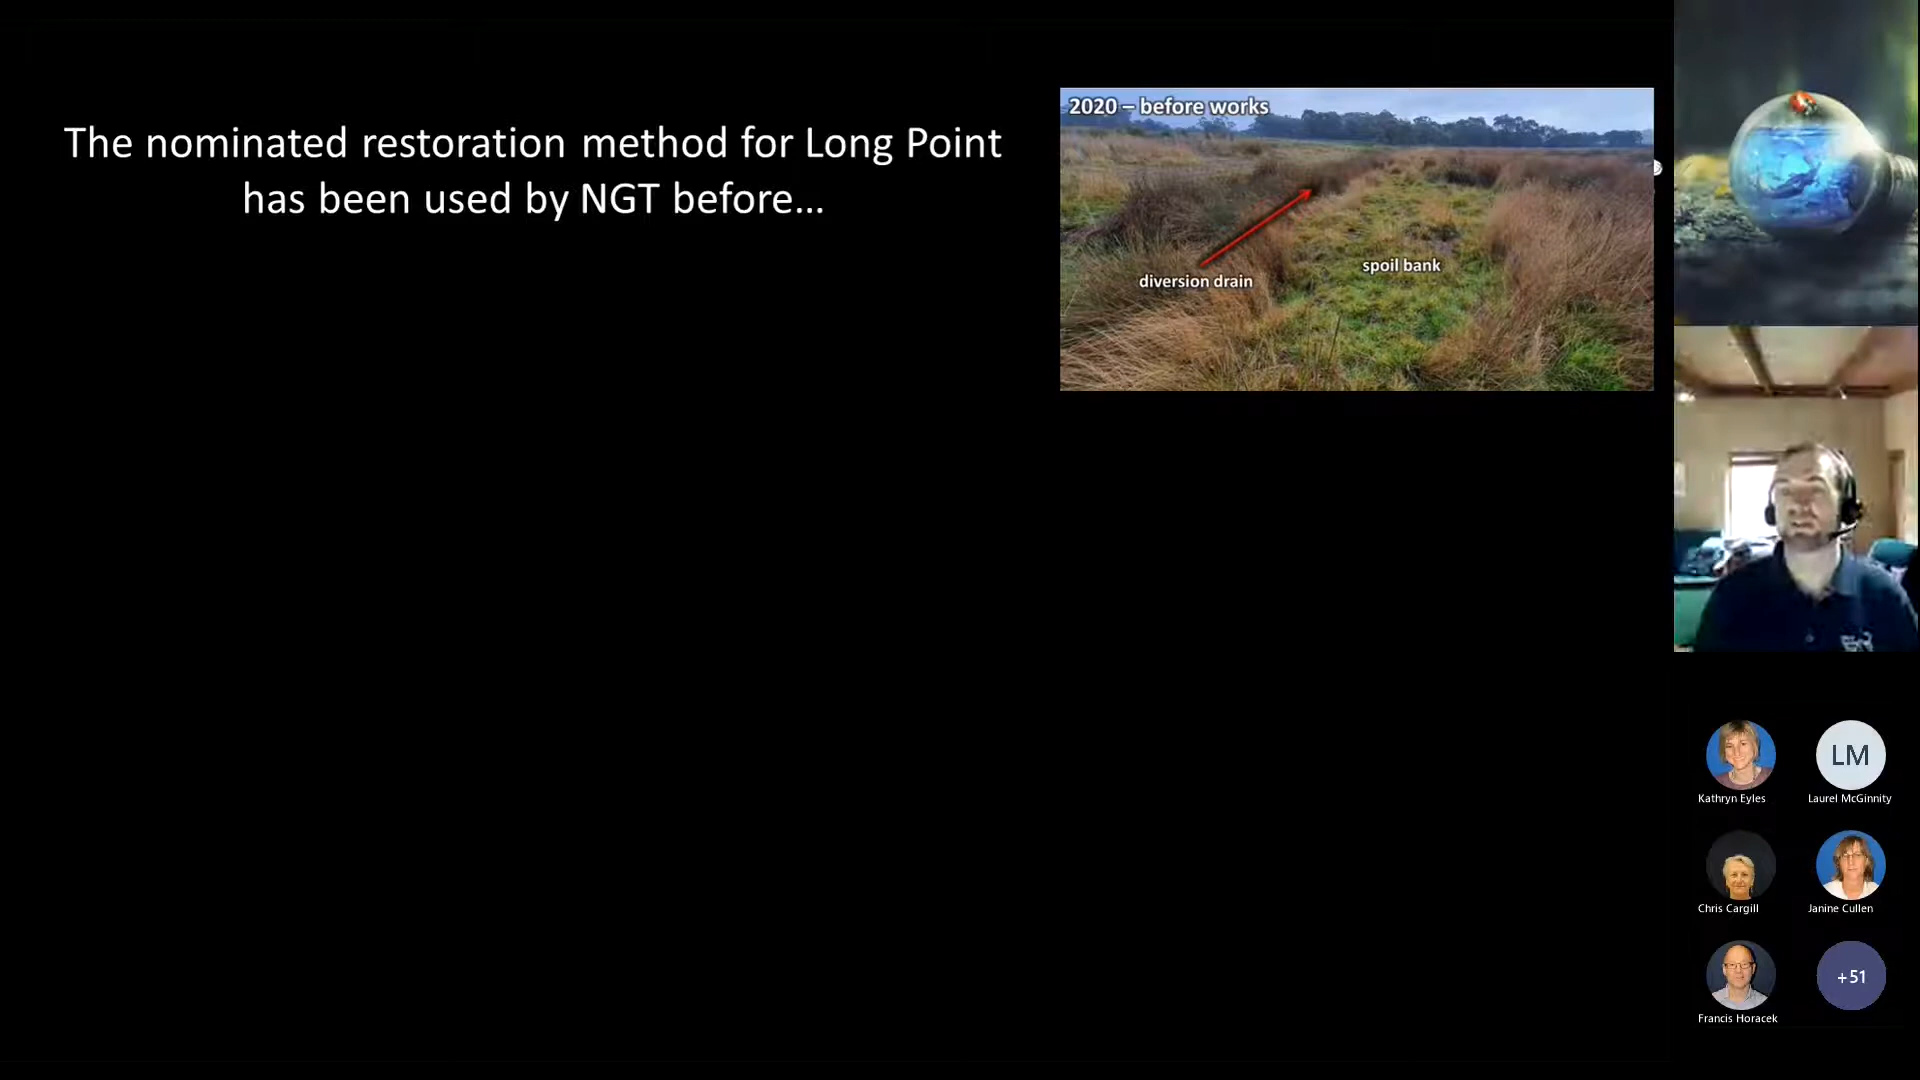 The nominated restoration method for Long Point
has been used by NGT before...
2020 – before works
diversion drain
spoil bank
LM
Kathryn Eyles
Laurel McGinnity
Chris Cargill
Janine Cullen
Francis Horacek
+51